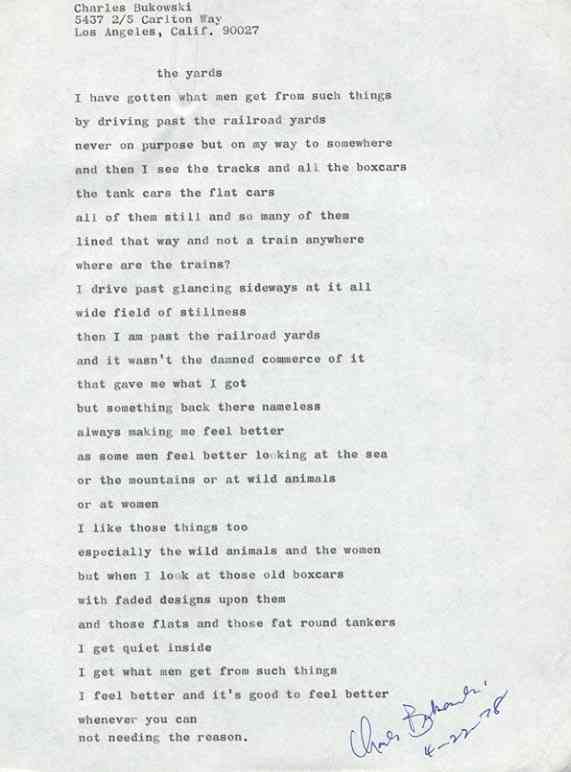 Charles Bukowski
5437 2/5 Carlton Way
Los Angeles, Calif. 90027
the yards
I have gotten what men get from such things
by driving past the railroad yards
never on purpose but on my way to somewhere
and then I see the tracks and all the boxcars
the tank cars the flat cars
all of them still and so many of them
lined that way and not a train anywhere
where are the trains?
I drive past glancing sideways at it all
wide field of stillness
then I am past the railroad yards
and it wasn't the damned commerce of it
that gave me what I got
but something back there nameless
always making me feel better
as some men feel better looking at the sea
or the mountains or at wild animals
or at women
I like those things too
especially the wild animals and the women
but when I look at those old boxcars
with faded designs upon them
and those flats and those fat round tankers
I get quiet inside
I get what men get from such things
I feel better and it's good to feel better
whenever you can
not needing the reason.
Charles Bukowski
4-22-78